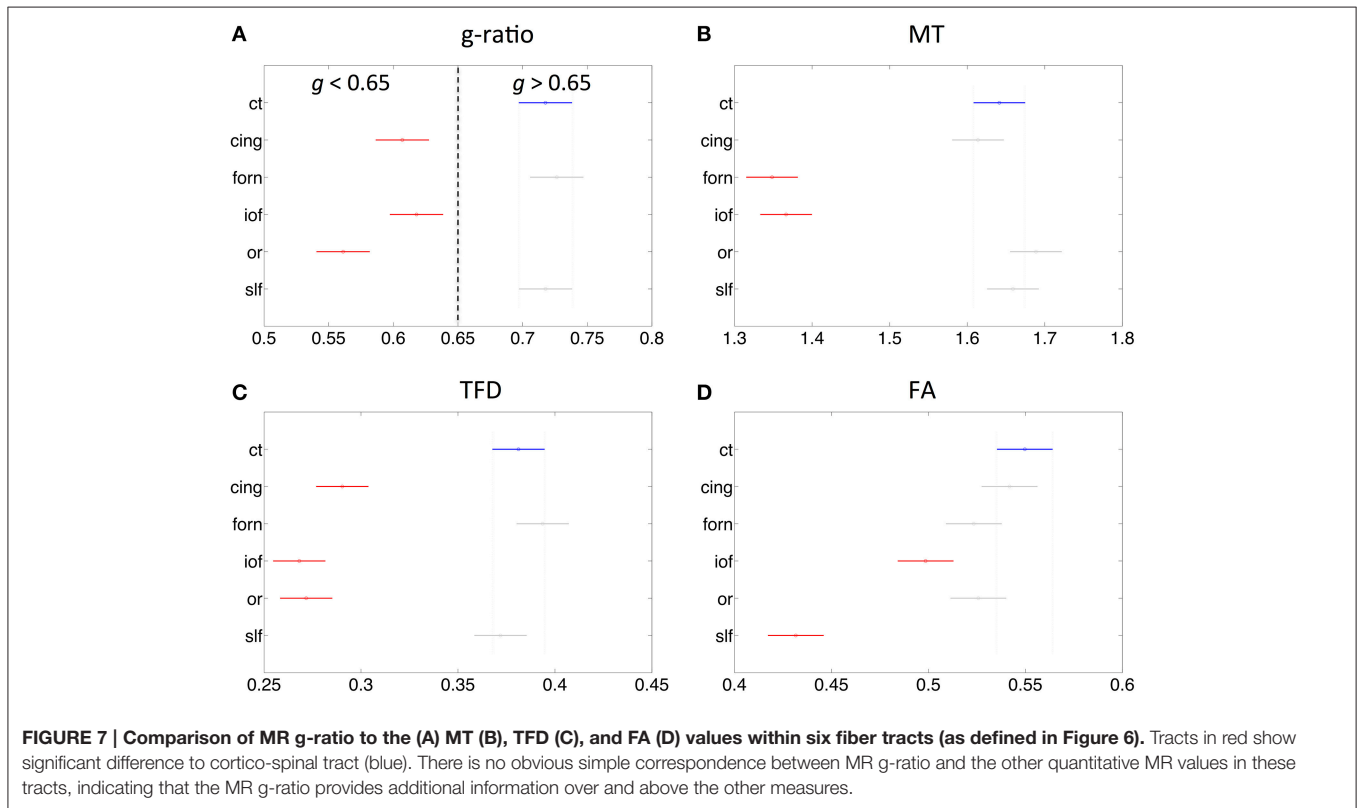 A g-ratio
g < 0.65 g > 0.65
ct
cing
forn
iof
or
slf
0.5 0.55 0.6 0.65 0.7 0.75 0.8
B MT
ct
cing
forn
iof
or
slf
1.3 1.4 1.5 1.6 1.7 1.8
C TFD
ct
cing
forn
iof
or
slf
0.25 0.3 0.35 0.4 0.45
D FA
ct
cing
forn
iof
or
slf
0.4 0.45 0.5 0.55 0.6
FIGURE 7 | Comparison of MR g-ratio to the (A) MT (B), TFD (C), and FA (D) values within six fiber tracts (as defined in Figure 6). Tracts in red show
significant difference to cortico-spinal tract (blue). There is no obvious simple correspondence between MR g-ratio and the other quantitative MR values in these
tracts, indicating that the MR g-ratio provides additional information over and above the other measures.